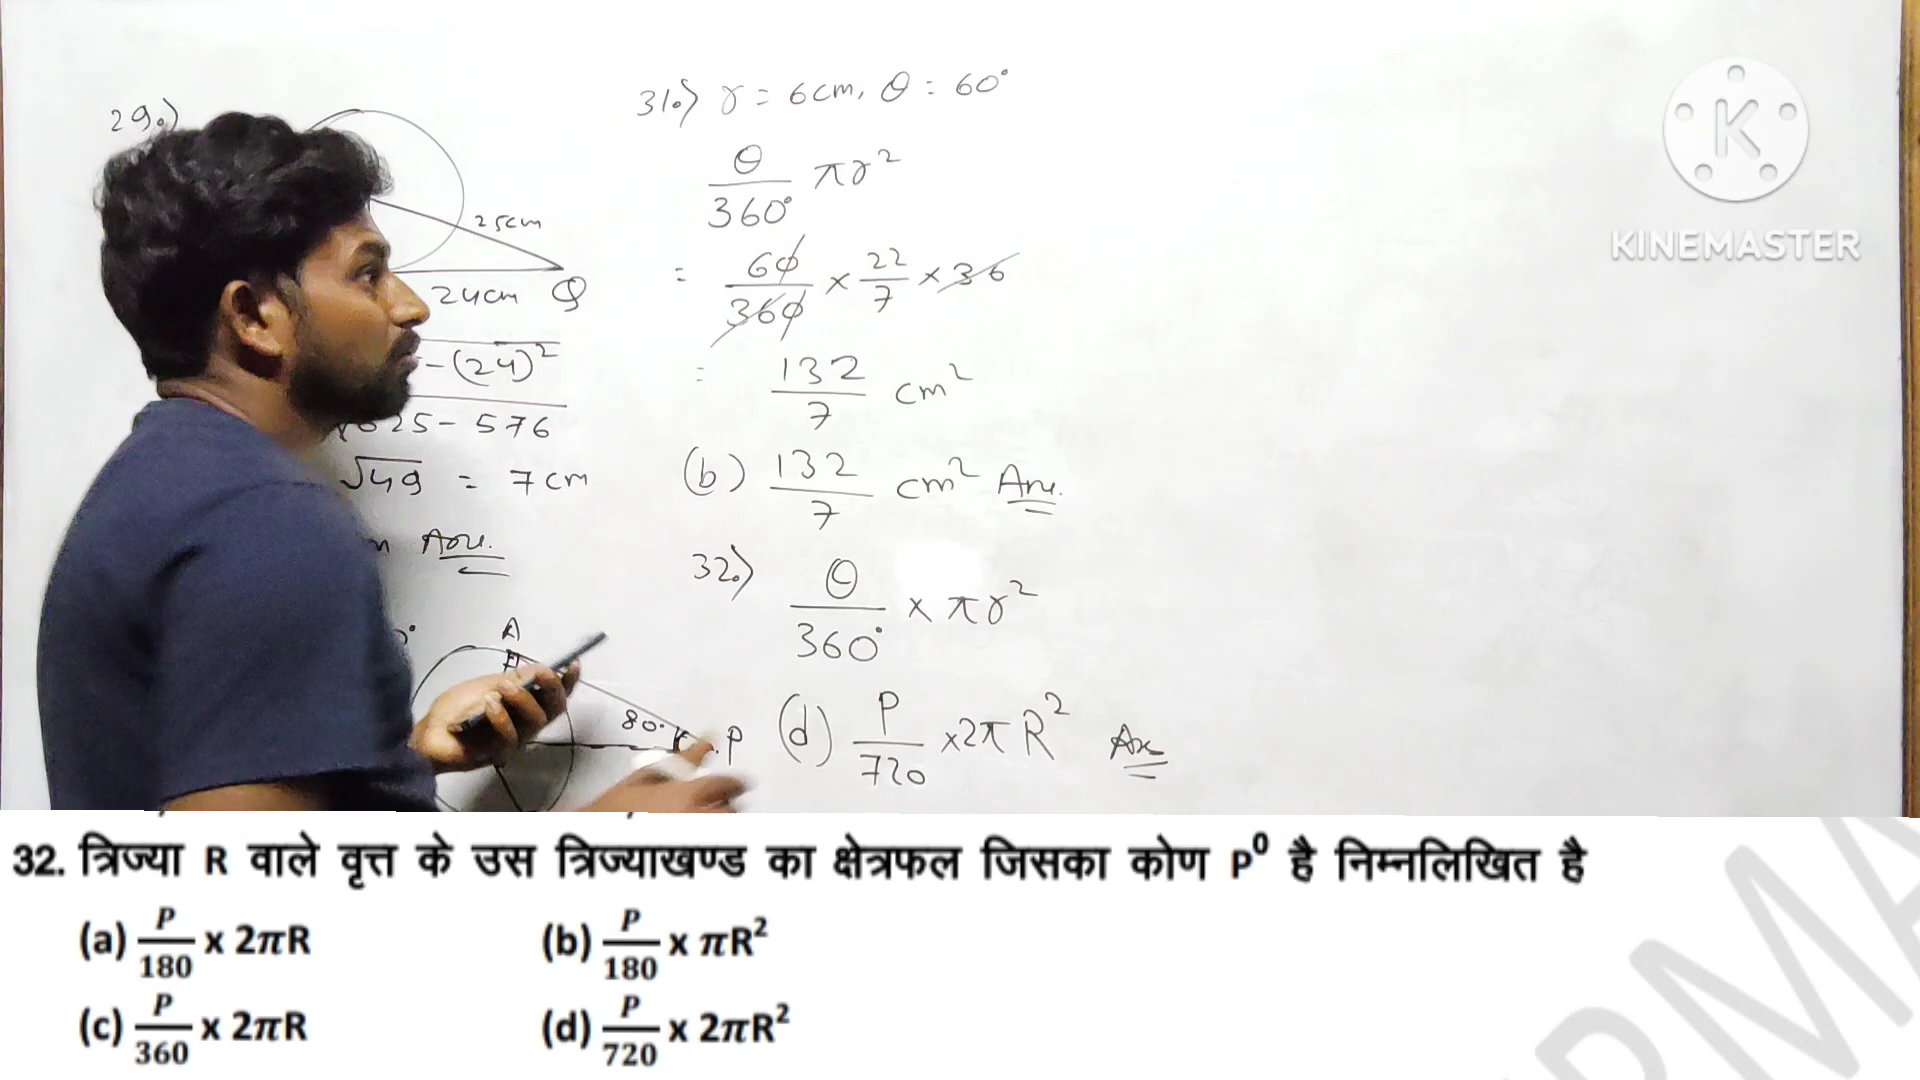 29.)
25cm
24cm Q
-(24)²
625 - 576
√49 = 7cm
Ans.
A
80°
P
31.) r = 6cm, θ = 60°
θ/360° πr²
= 60/360 × 22/7 × 36
= 132/7 cm²
(b) 132/7 cm² Ans.
32.) θ/360° × πr²
(d) P/720 × 2πR² Ans
KINEMASTER
32. त्रिज्या R वाले वृत्त के उस त्रिज्याखण्ड का क्षेत्रफल जिसका कोण P⁰ है निम्नलिखित है
(a) P/180 x 2πR (b) P/180 x πR²
(c) P/360 x 2πR (d) P/720 x 2πR²